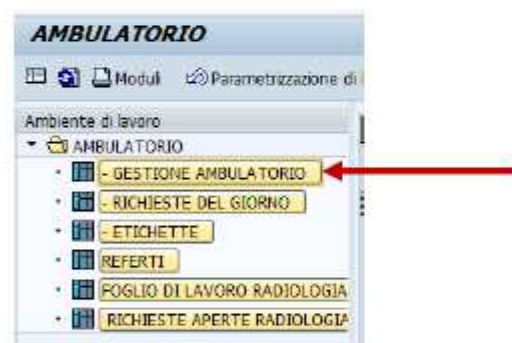 AMBULATORIO
Moduli Parametrizzazione di
Ambiente di lavoro
AMBULATORIO
- GESTIONE AMBULATORIO
- RICHIESTE DEL GIORNO
- ETICHETTE
REFERTI
FOGLIO DI LAVORO RADIOLOGIA
RICHIESTE APERTE RADIOLOGIA